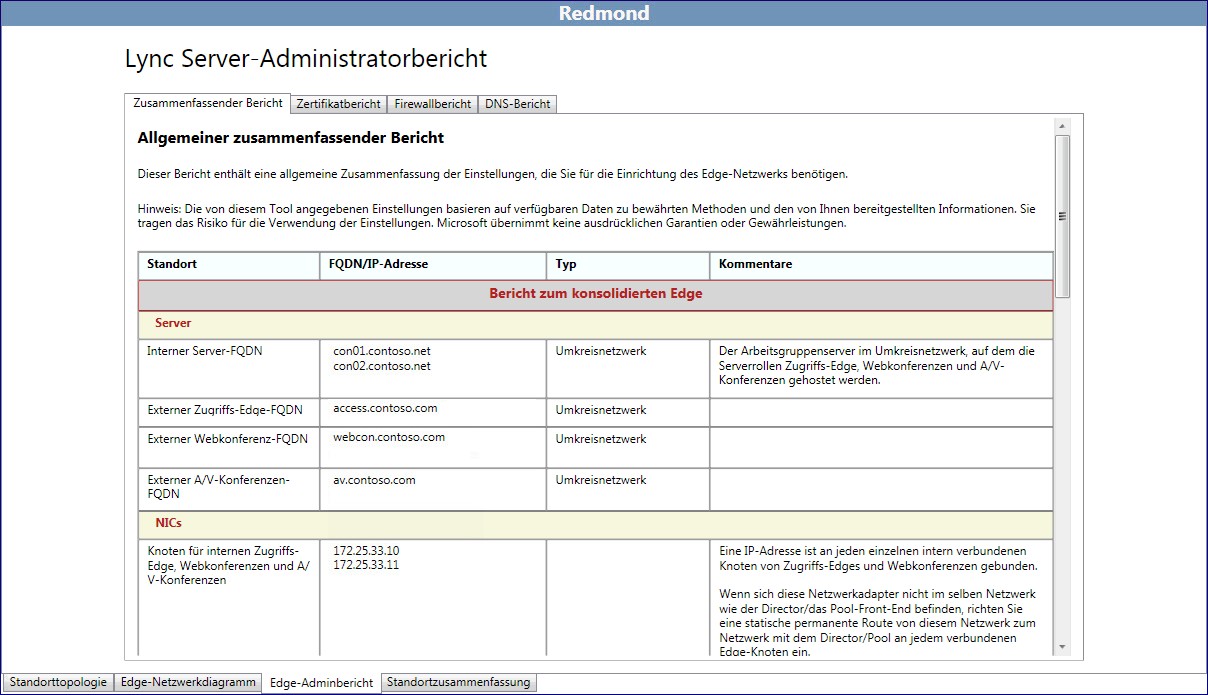 Redmond
Lync Server-Administratorbericht
Zusammenfassender Bericht Zertifikatbericht Firewallbericht DNS-Bericht
Allgemeiner zusammenfassender Bericht
Dieser Bericht enthält eine allgemeine Zusammenfassung der Einstellungen, die Sie für die Einrichtung des Edge-Netzwerks benötigen.
Hinweis: Die von diesem Tool angegebenen Einstellungen basieren auf verfügbaren Daten zu bewährten Methoden und den von Ihnen bereitgestellten Informationen. Sie
tragen das Risiko für die Verwendung der Einstellungen. Microsoft übernimmt keine ausdrücklichen Garantien oder Gewährleistungen.
Standort FQDN/IP-Adresse Typ Kommentare
Bericht zum konsolidierten Edge
Server
Interner Server-FQDN
con01.contoso.net
con02.contoso.net
Umkreisnetzwerk
Der Arbeitsgruppenserver im Umkreisnetzwerk, auf dem die
Serverrollen Zugriffs-Edge, Webkonferenzen und A/V-
Konferenzen gehostet werden.
Externer Zugriffs-Edge-FQDN access.contoso.com Umkreisnetzwerk
Externer Webkonferenz-FQDN webcon.contoso.com Umkreisnetzwerk
Externer A/V-Konferenzen-
FQDN
av.contoso.com
Umkreisnetzwerk
NICs
Knoten für internen Zugriffs-
Edge, Webkonferenzen und A/
V-Konferenzen
172.25.33.10
172.25.33.11
Eine IP-Adresse ist an jeden einzelnen intern verbundenen
Knoten von Zugriffs-Edges und Webkonferenzen gebunden.
Wenn sich diese Netzwerkadapter nicht im selben Netzwerk
wie der Director/das Pool-Front-End befinden, richten Sie
eine statische permanente Route von diesem Netzwerk zum
Netzwerk mit dem Director/Pool an jedem verbundenen
Edge-Knoten ein.
Standorttopologie Edge-Netzwerkdiagramm Edge-Adminbericht Standortzusammenfassung